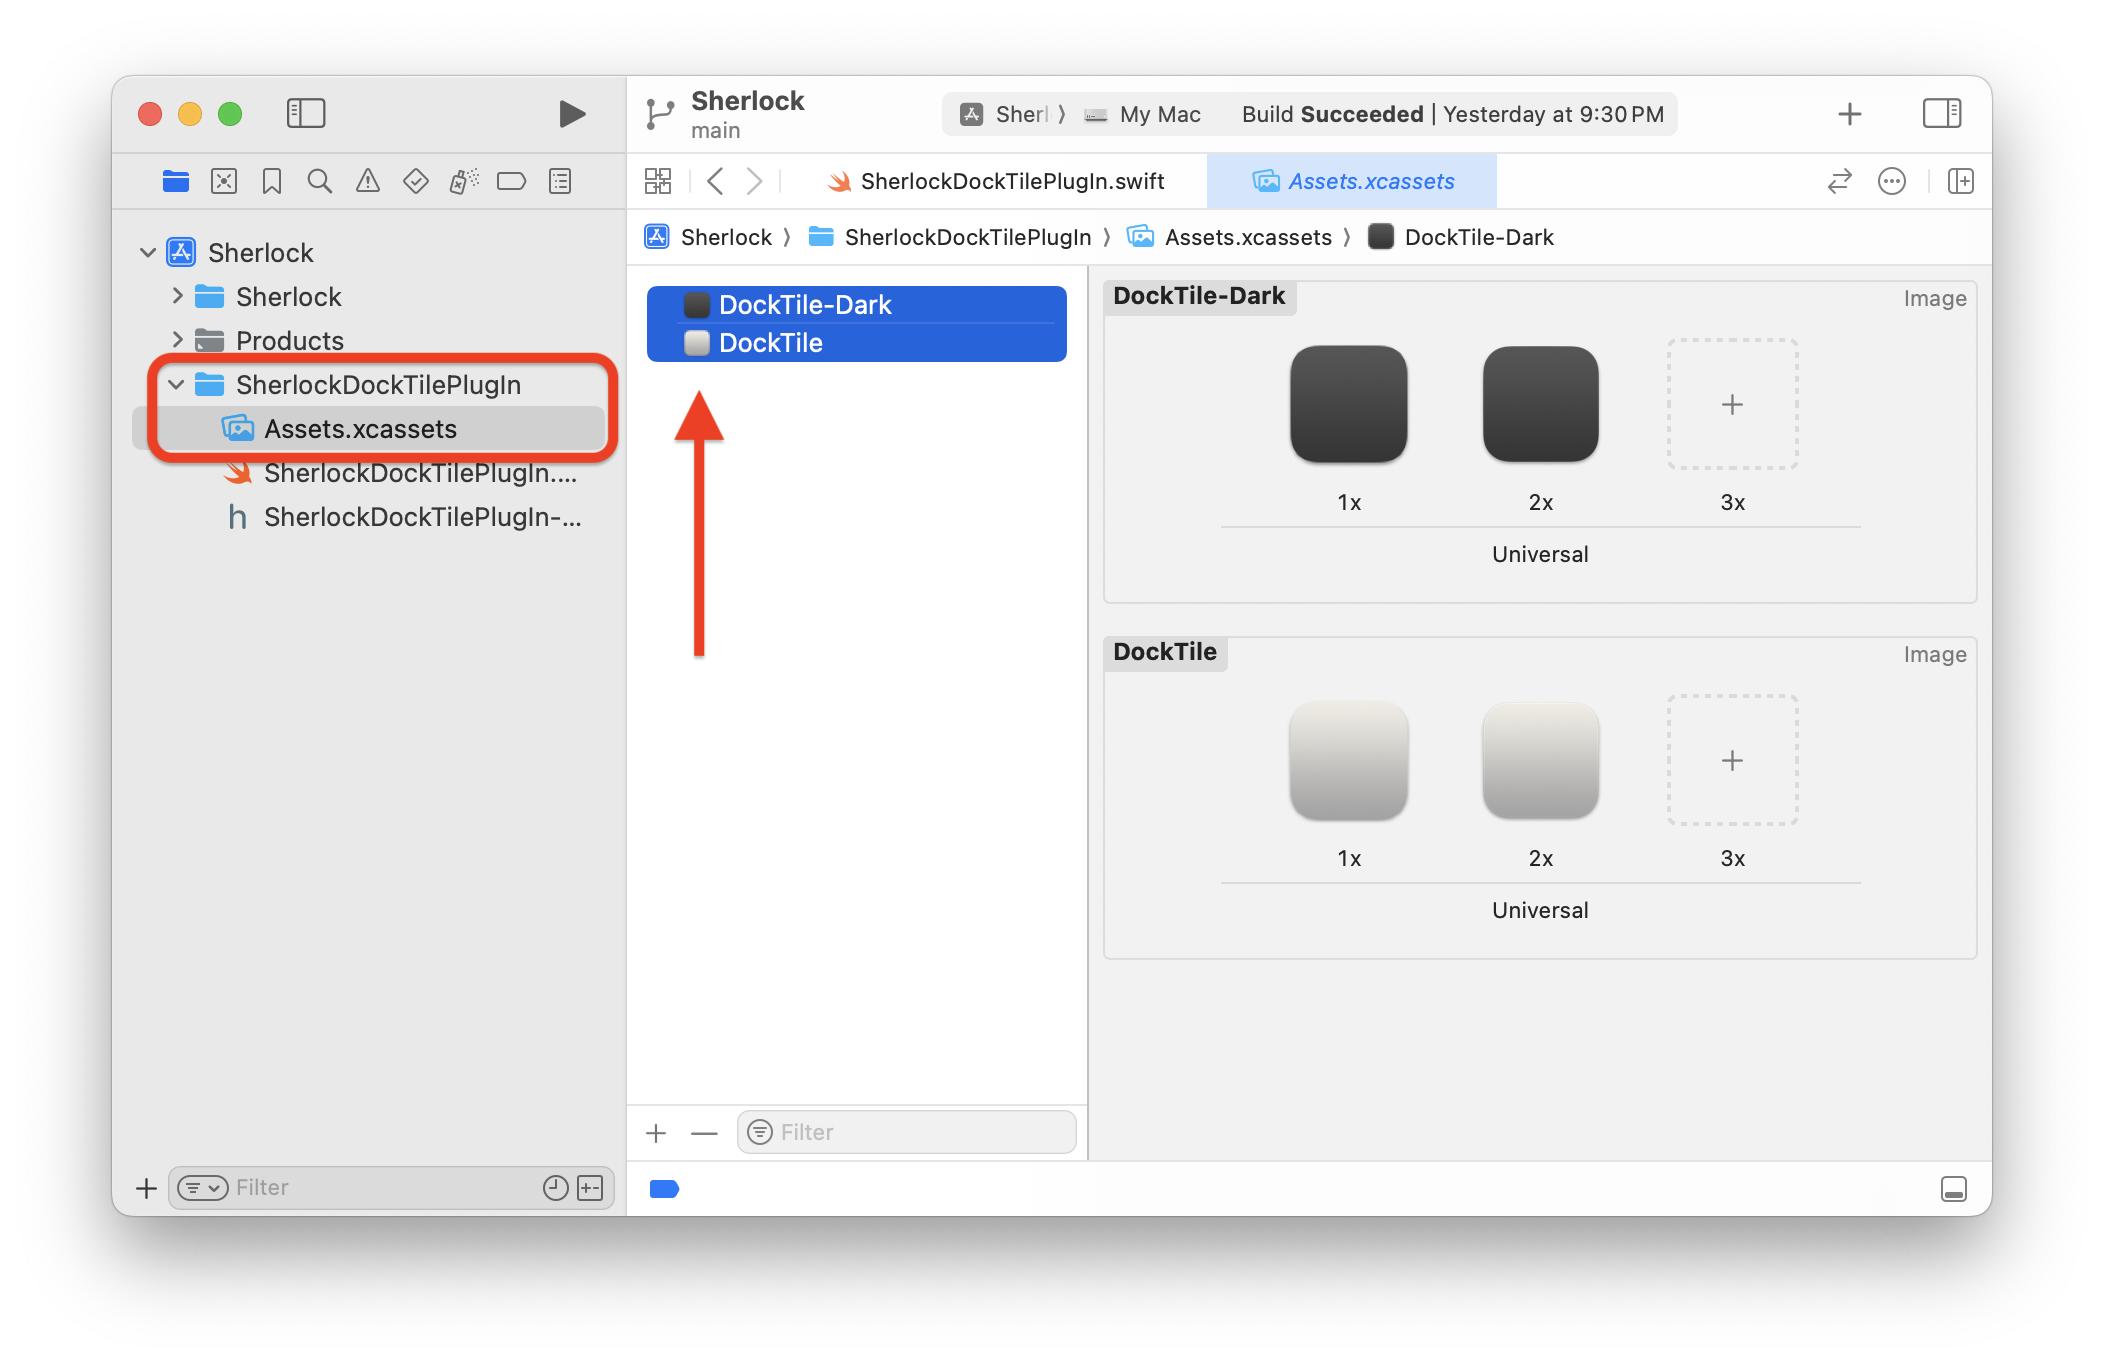 Sherlock
main
Sherl
My Mac
Build Succeeded | Yesterday at 9:30 PM
SherlockDockTilePlugIn.swift
Assets.xcassets
Sherlock
SherlockDockTilePlugIn
Assets.xcassets
DockTile-Dark
Sherlock
Sherlock
Products
SherlockDockTilePlugIn
Assets.xcassets
SherlockDockTilePlugIn....
h SherlockDockTilePlugIn-...
Filter
DockTile-Dark
DockTile
Filter
DockTile-Dark
Image
1x
2x
3x
Universal
DockTile
Image
1x
2x
3x
Universal